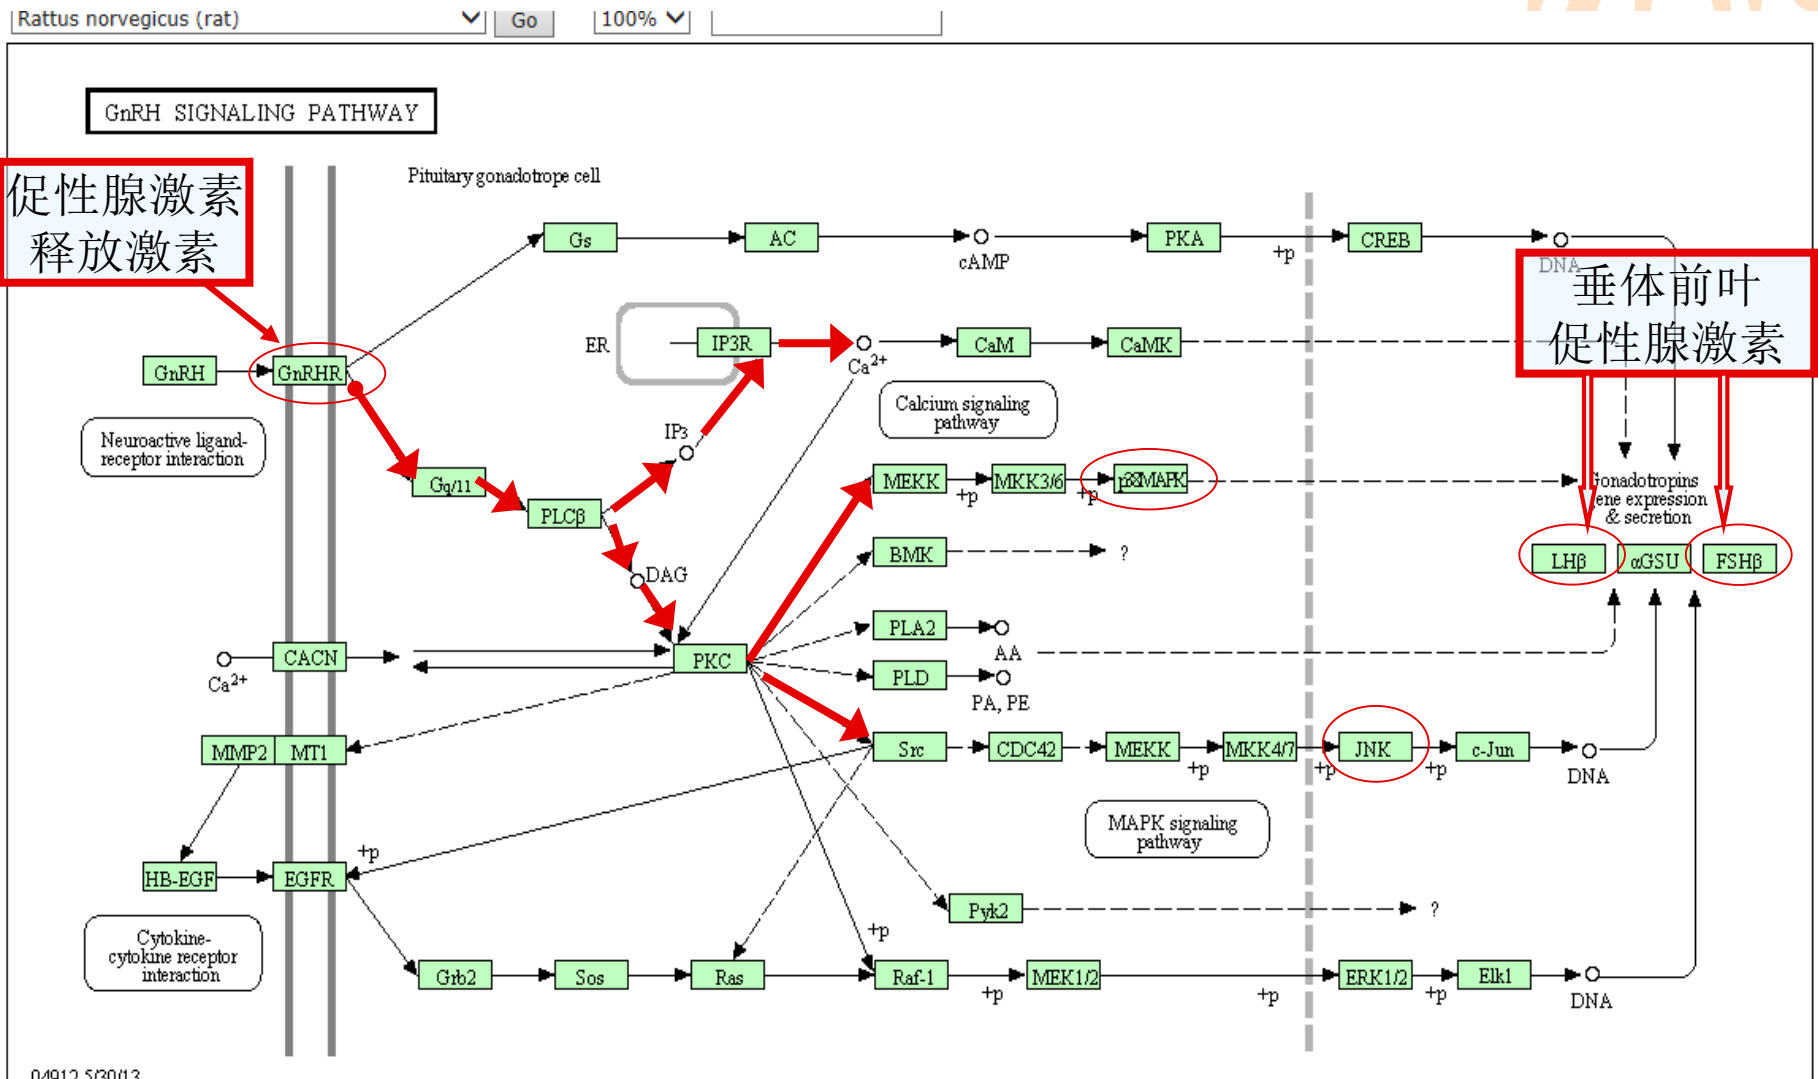 Rattus norvegicus (rat)
Go
100%
GnRH SIGNALING PATHWAY
促性腺激素
释放激素
Pituitary gonadotrope cell
Gs
AC
cAMP
PKA
+p
CREB
DNA
垂体前叶
促性腺激素
ER
IP3R
Ca2+
CaM
CaMK
GnRH
GnRHR
Calcium signaling
pathway
Neuroactive ligand-
receptor interaction
IP3
Gq/11
PLCβ
MEKK
+p
MKK3/6
+p
p38MAPK
Gonadotropins
gene expression
& secretion
BMK
?
LHβ
αGSU
FSHβ
DAG
PLA2
AA
CACN
Ca2+
PKC
PLD
PA, PE
MMP2
MT1
Src
CDC42
MEKK
+p
MKK4/7
+p
JNK
+p
c-Jun
DNA
MAPK signaling
pathway
+p
HB-EGF
EGFR
Pyk2
?
Cytokine-
cytokine receptor
interaction
+p
Grb2
Sos
Ras
Raf-1
+p
MEK1/2
+p
ERK1/2
+p
Elk1
DNA
04912 5/30/13